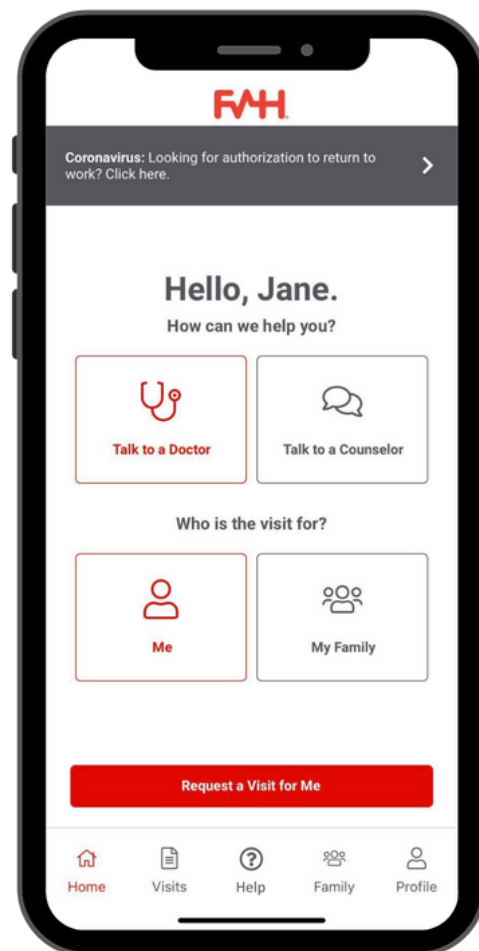 FMH
Coronavirus: Looking for authorization to return to
work? Click here.
Hello, Jane.
How can we help you?
Talk to a Doctor
Talk to a Counselor
Who is the visit for?
Me
My Family
Request a Visit for Me
Home
Visits
Help
Family
Profile